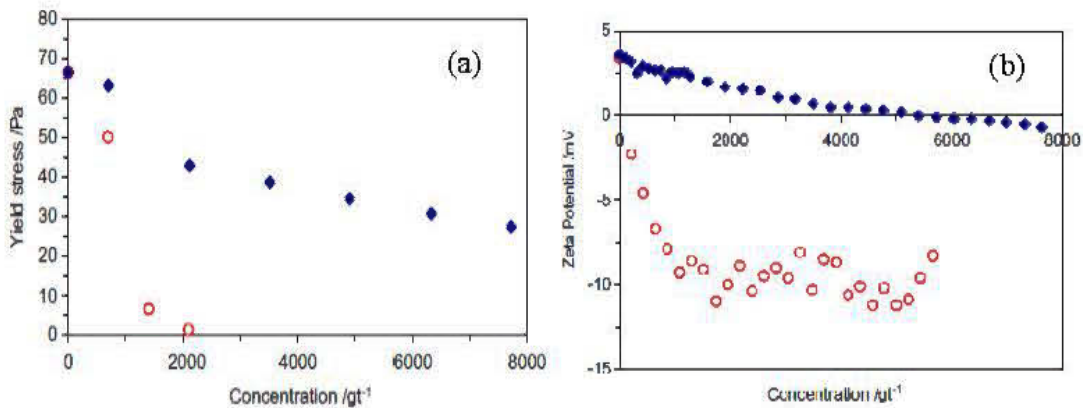 (a)
Yield stress /Pa
80
70
60
50
40
30
20
10
0
0 2000 4000 6000 8000
Concentration /gt⁻¹
(b)
Zeta Potential /mV
5
0
-5
-10
-15
0 2000 4000 6000 8000
Concentration /gt⁻¹